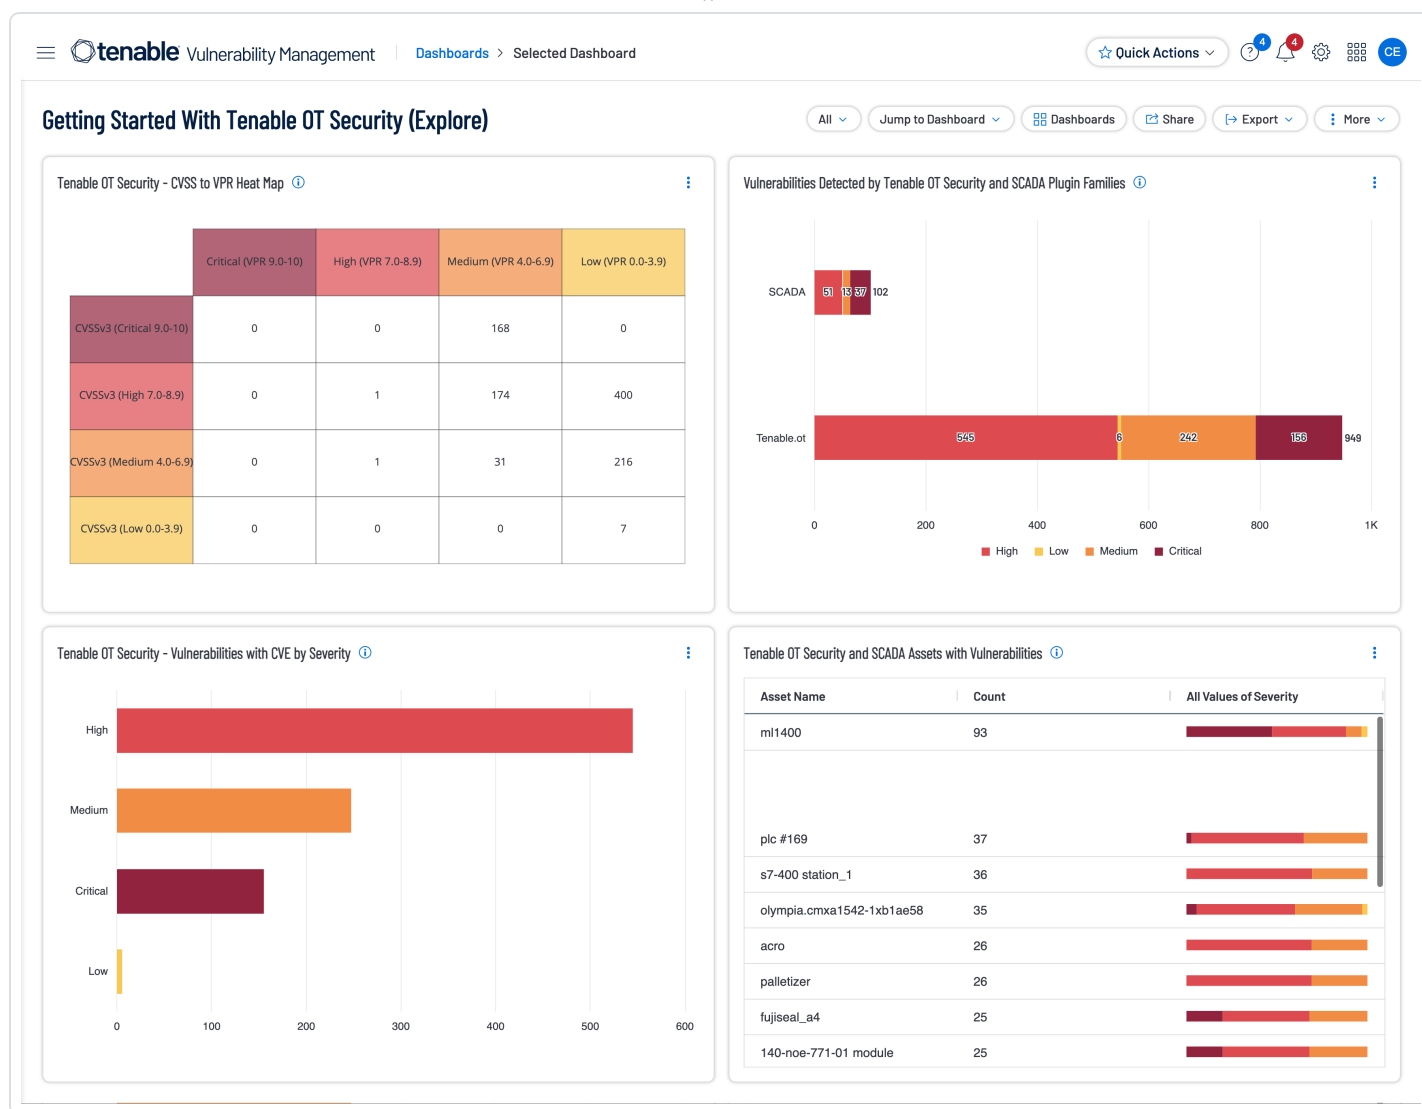 tenable Vulnerability Management
Dashboards > Selected Dashboard
Quick Actions
4
4
CE
Getting Started With Tenable OT Security (Explore)
All
Jump to Dashboard
Dashboards
Share
Export
More
Tenable OT Security - CVSS to VPR Heat Map
Critical (VPR 9.0-10) High (VPR 7.0-8.9) Medium (VPR 4.0-6.9) Low (VPR 0.0-3.9)
CVSSv3 (Critical 9.0-10) 0 0 168 0
CVSSv3 (High 7.0-8.9) 0 1 174 400
CVSSv3 (Medium 4.0-6.9) 0 1 31 216
CVSSv3 (Low 0.0-3.9) 0 0 0 7
Vulnerabilities Detected by Tenable OT Security and SCADA Plugin Families
SCADA 51 13 37 102
Tenable.ot 545 6 242 156 949
0 200 400 600 800 1K
High Low Medium Critical
Tenable OT Security - Vulnerabilities with CVE by Severity
High
Medium
Critical
Low
0 100 200 300 400 500 600
Tenable OT Security and SCADA Assets with Vulnerabilities
Asset Name Count All Values of Severity
ml1400 93
plc #169 37
s7-400 station_1 36
olympia.cmxa1542-1xb1ae58 35
acro 26
palletizer 26
fujiseal_a4 25
140-noe-771-01 module 25